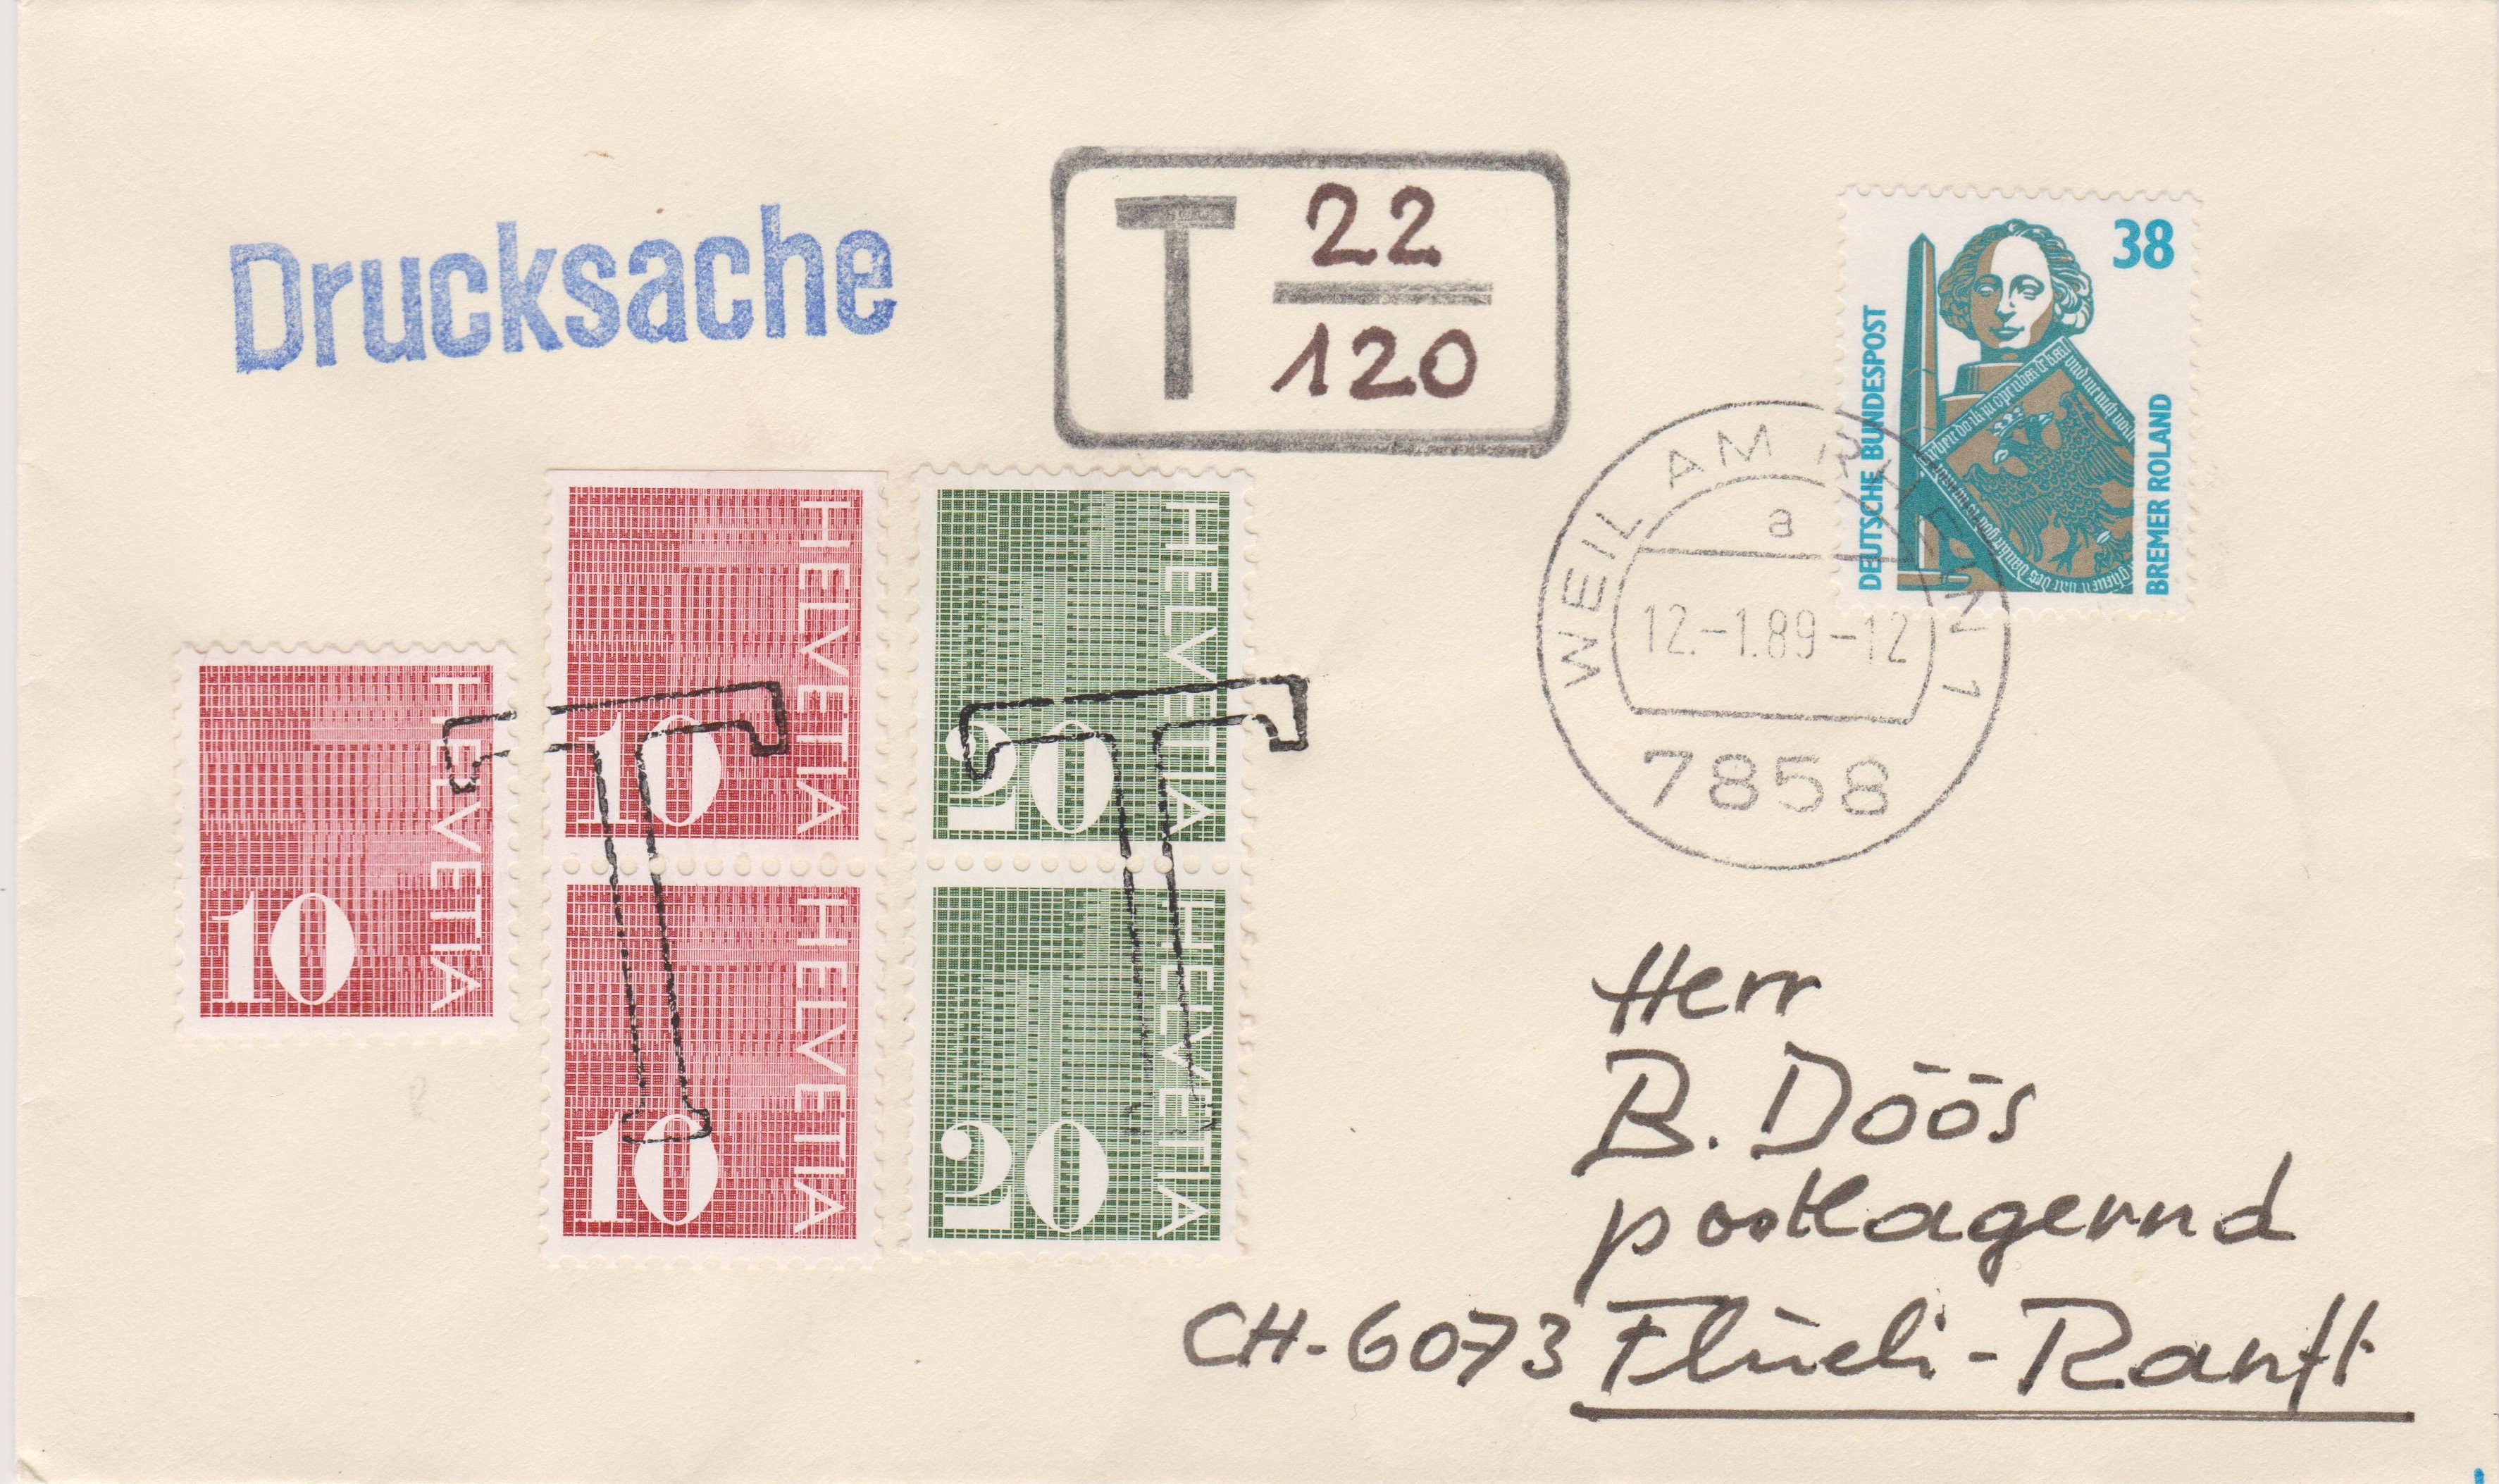 Drucksache
T 22
120
38
DEUTSCHE BUNDESPOST
BREMER ROLAND
WEIL AM RHEIN 1
a
12.-1.89-12
7858
HELVETIA
10
HELVETIA
10
HELVETIA
10
HELVETIA
20
HELVETIA
20
T
T
Herr
B. Döös
postlagernd
CH-6073 Flüeli-Ranft